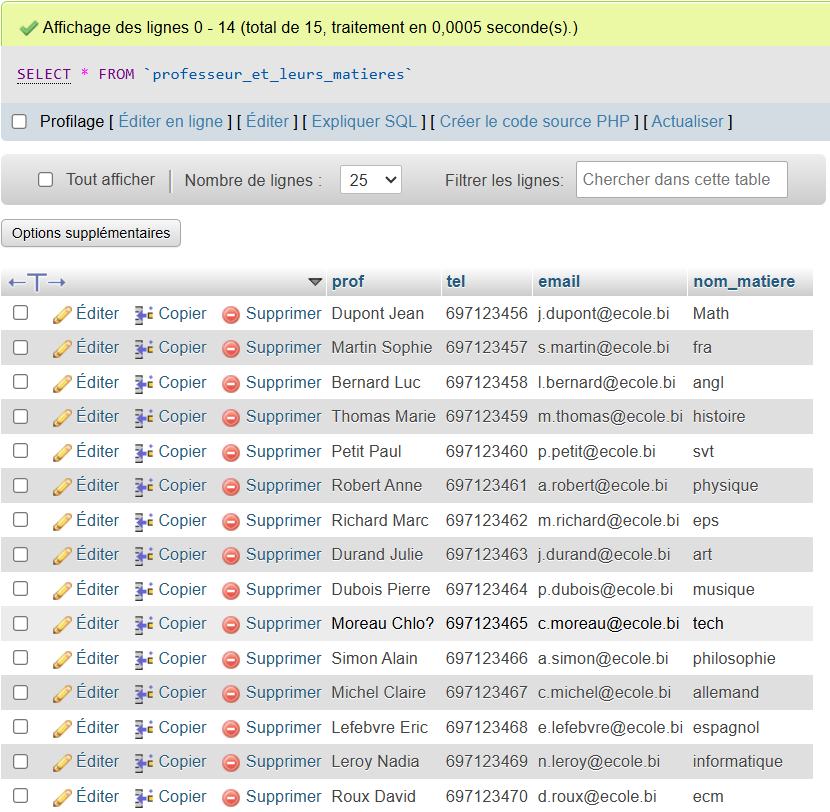 Affichage des lignes 0 - 14 (total de 15, traitement en 0,0005 seconde(s).)
SELECT * FROM `professeur_et_leurs_matieres`
Profilage [ Éditer en ligne ] [ Éditer ] [ Expliquer SQL ] [ Créer le code source PHP ] [ Actualiser ]
Tout afficher | Nombre de lignes : 25 Filtrer les lignes: Chercher dans cette table
Options supplémentaires
←T→ prof tel email nom_matiere
Éditer Copier Supprimer Dupont Jean 697123456 j.dupont@ecole.bi Math
Éditer Copier Supprimer Martin Sophie 697123457 s.martin@ecole.bi fra
Éditer Copier Supprimer Bernard Luc 697123458 l.bernard@ecole.bi angl
Éditer Copier Supprimer Thomas Marie 697123459 m.thomas@ecole.bi histoire
Éditer Copier Supprimer Petit Paul 697123460 p.petit@ecole.bi svt
Éditer Copier Supprimer Robert Anne 697123461 a.robert@ecole.bi physique
Éditer Copier Supprimer Richard Marc 697123462 m.richard@ecole.bi eps
Éditer Copier Supprimer Durand Julie 697123463 j.durand@ecole.bi art
Éditer Copier Supprimer Dubois Pierre 697123464 p.dubois@ecole.bi musique
Éditer Copier Supprimer Moreau Chlo? 697123465 c.moreau@ecole.bi tech
Éditer Copier Supprimer Simon Alain 697123466 a.simon@ecole.bi philosophie
Éditer Copier Supprimer Michel Claire 697123467 c.michel@ecole.bi allemand
Éditer Copier Supprimer Lefebvre Eric 697123468 e.lefebvre@ecole.bi espagnol
Éditer Copier Supprimer Leroy Nadia 697123469 n.leroy@ecole.bi informatique
Éditer Copier Supprimer Roux David 697123470 d.roux@ecole.bi ecm